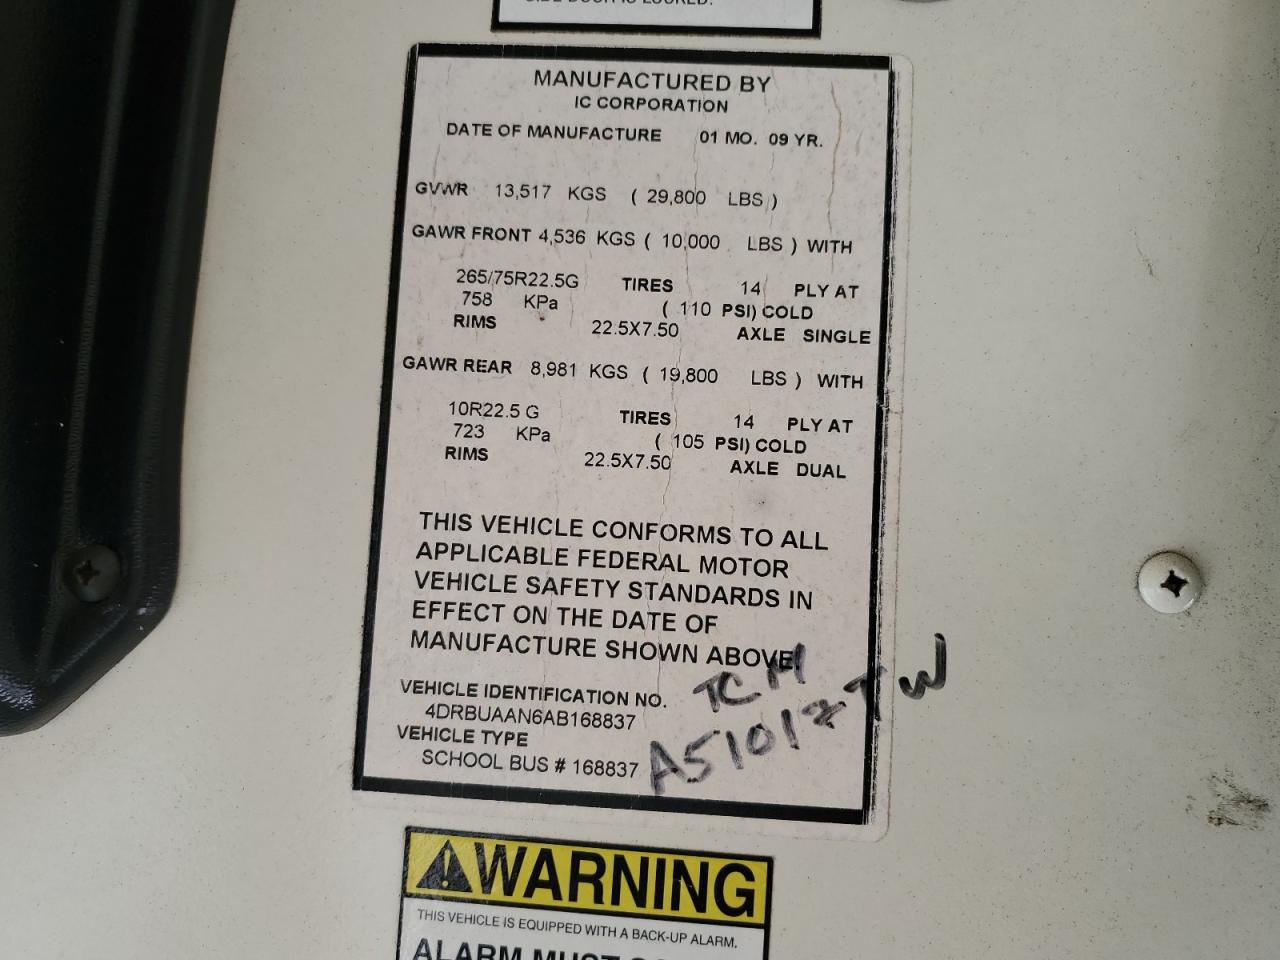 MANUFACTURED BY
IC CORPORATION
DATE OF MANUFACTURE 01 MO. 09 YR.
GVWR 13,517 KGS ( 29,800 LBS )
GAWR FRONT 4,536 KGS ( 10,000 LBS ) WITH
265/75R22.5G TIRES 14 PLY AT
758 KPa ( 110 PSI) COLD
RIMS 22.5X7.50 AXLE SINGLE
GAWR REAR 8,981 KGS ( 19,800 LBS ) WITH
10R22.5 G TIRES 14 PLY AT
723 KPa ( 105 PSI) COLD
RIMS 22.5X7.50 AXLE DUAL
THIS VEHICLE CONFORMS TO ALL
APPLICABLE FEDERAL MOTOR
VEHICLE SAFETY STANDARDS IN
EFFECT ON THE DATE OF
MANUFACTURE SHOWN ABOVE.
VEHICLE IDENTIFICATION NO.
4DRBUAAN6AB168837
VEHICLE TYPE
SCHOOL BUS # 168837
TCM
WARNING
THIS VEHICLE IS EQUIPPED WITH A BACK-UP ALARM.
ALARM MUST